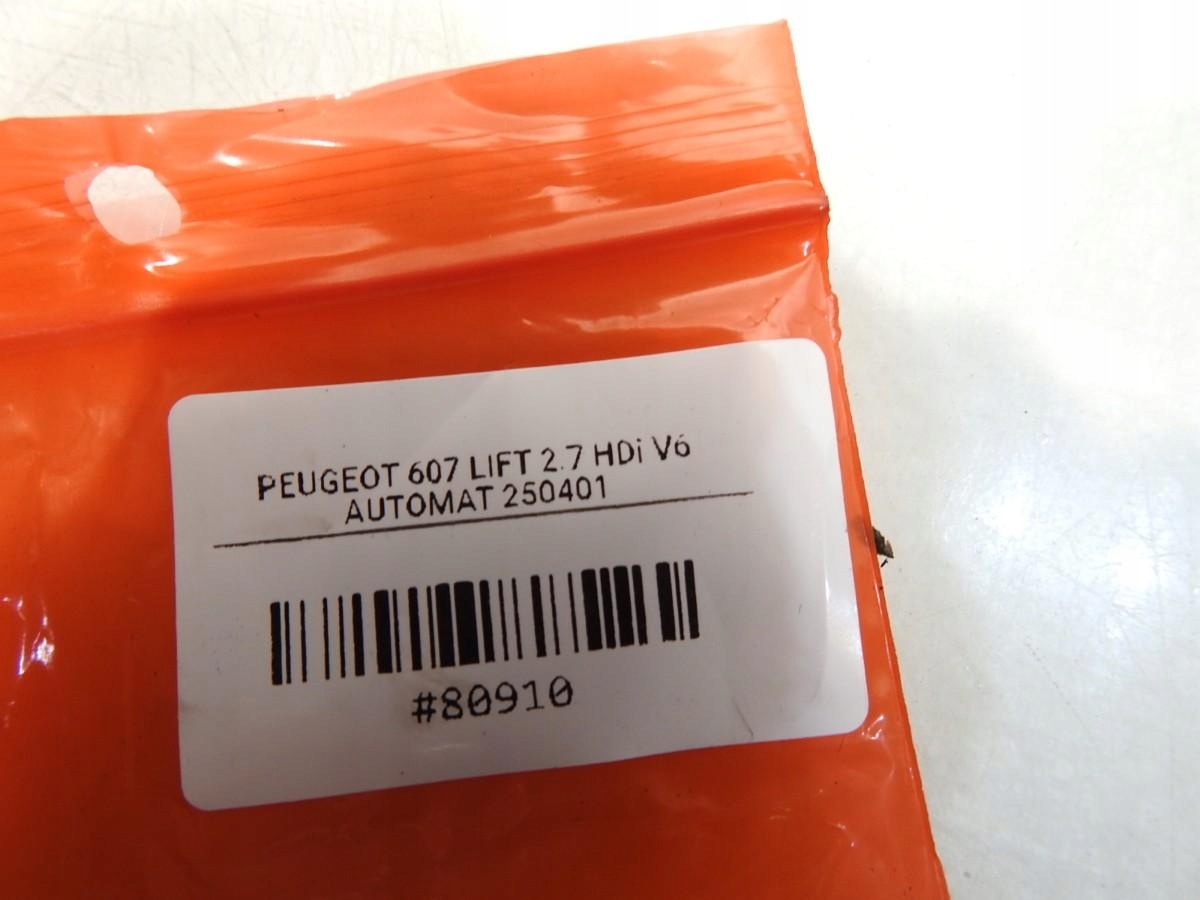 PEUGEOT 607 LIFT 2.7 HDi V6
AUTOMAT 250401
#80910